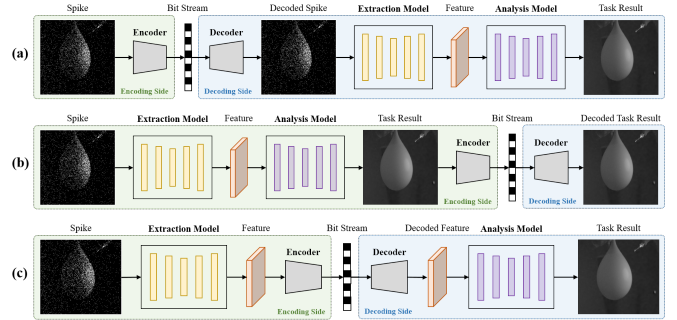 Spike Encoder Bit Stream Decoder Decoded Spike Extraction Model Feature Analysis Model Task Result
(a)
Encoding Side Decoding Side
Spike Extraction Model Feature Analysis Model Task Result Encoder Bit Stream Decoder Decoded Task Result
(b)
Encoding Side Decoding Side
Spike Extraction Model Feature Encoder Bit Stream Decoder Decoded Feature Analysis Model Task Result
(c)
Encoding Side Decoding Side